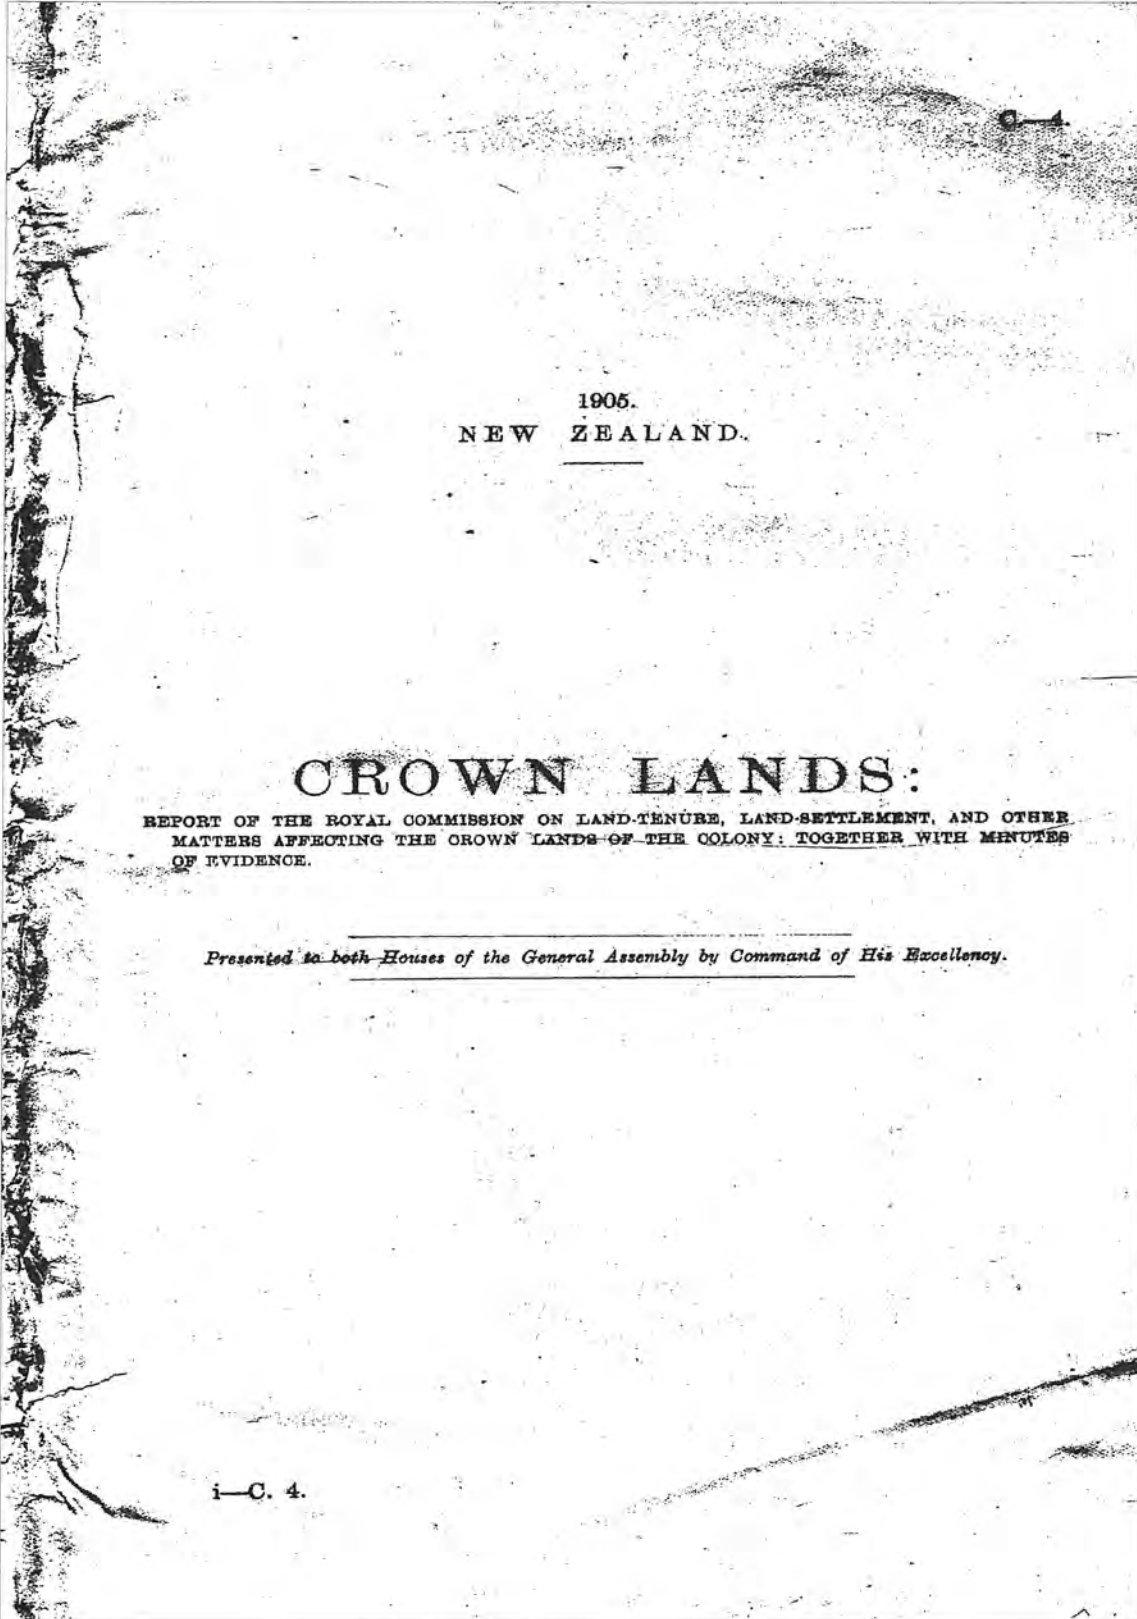 C.—4.
1905.
NEW ZEALAND.
CROWN LANDS:
REPORT OF THE ROYAL COMMISSION ON LAND-TENURE, LAND-SETTLEMENT, AND OTHER
MATTERS AFFECTING THE CROWN LANDS OF THE COLONY: TOGETHER WITH MINUTES
OF EVIDENCE.
Presented to both Houses of the General Assembly by Command of His Excellency.
i—C. 4.